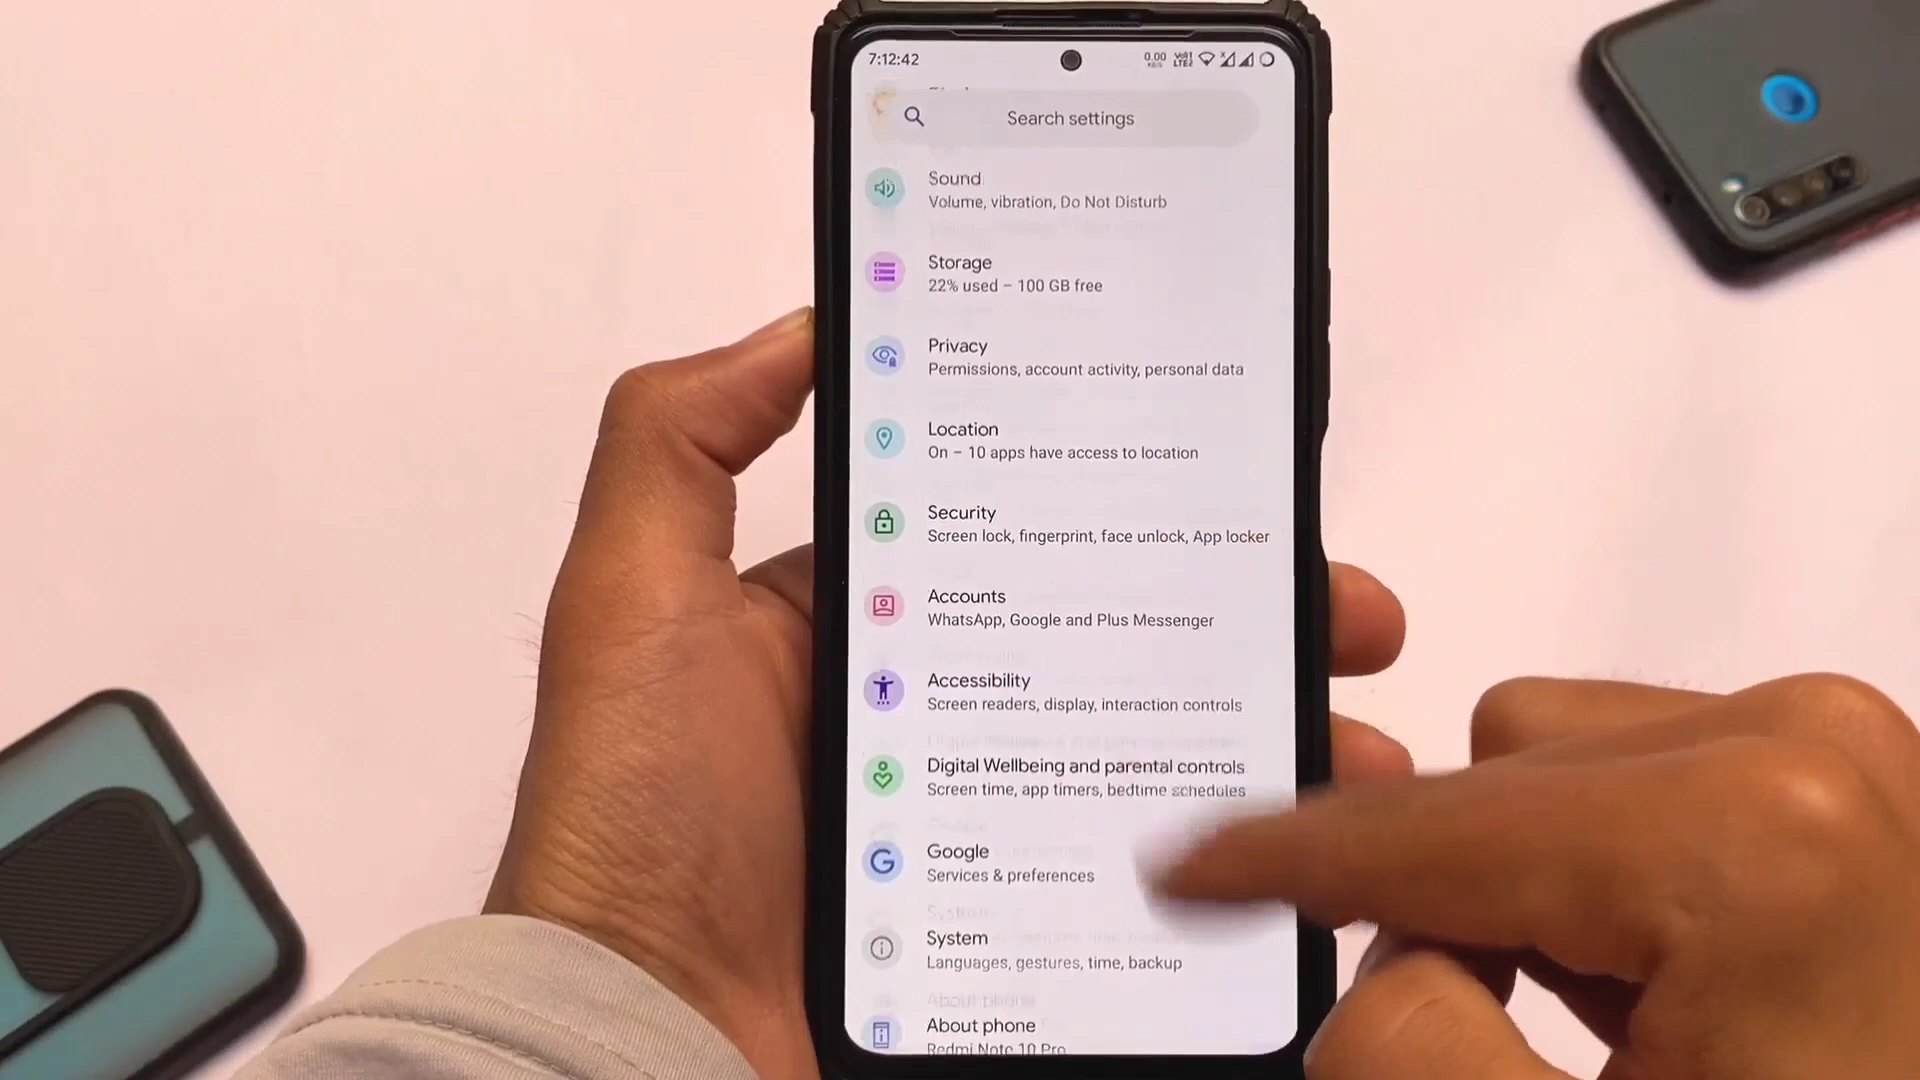 7:12:42
0.00
KB/S
Search settings
Sound
Volume, vibration, Do Not Disturb
Storage
22% used – 100 GB free
Privacy
Permissions, account activity, personal data
Location
On – 10 apps have access to location
Security
Screen lock, fingerprint, face unlock, App locker
Accounts
WhatsApp, Google and Plus Messenger
Accessibility
Screen readers, display, interaction controls
Digital Wellbeing and parental controls
Screen time, app timers, bedtime schedules
Google
Services & preferences
System
Languages, gestures, time, backup
About phone
Redmi Note 10 Pro